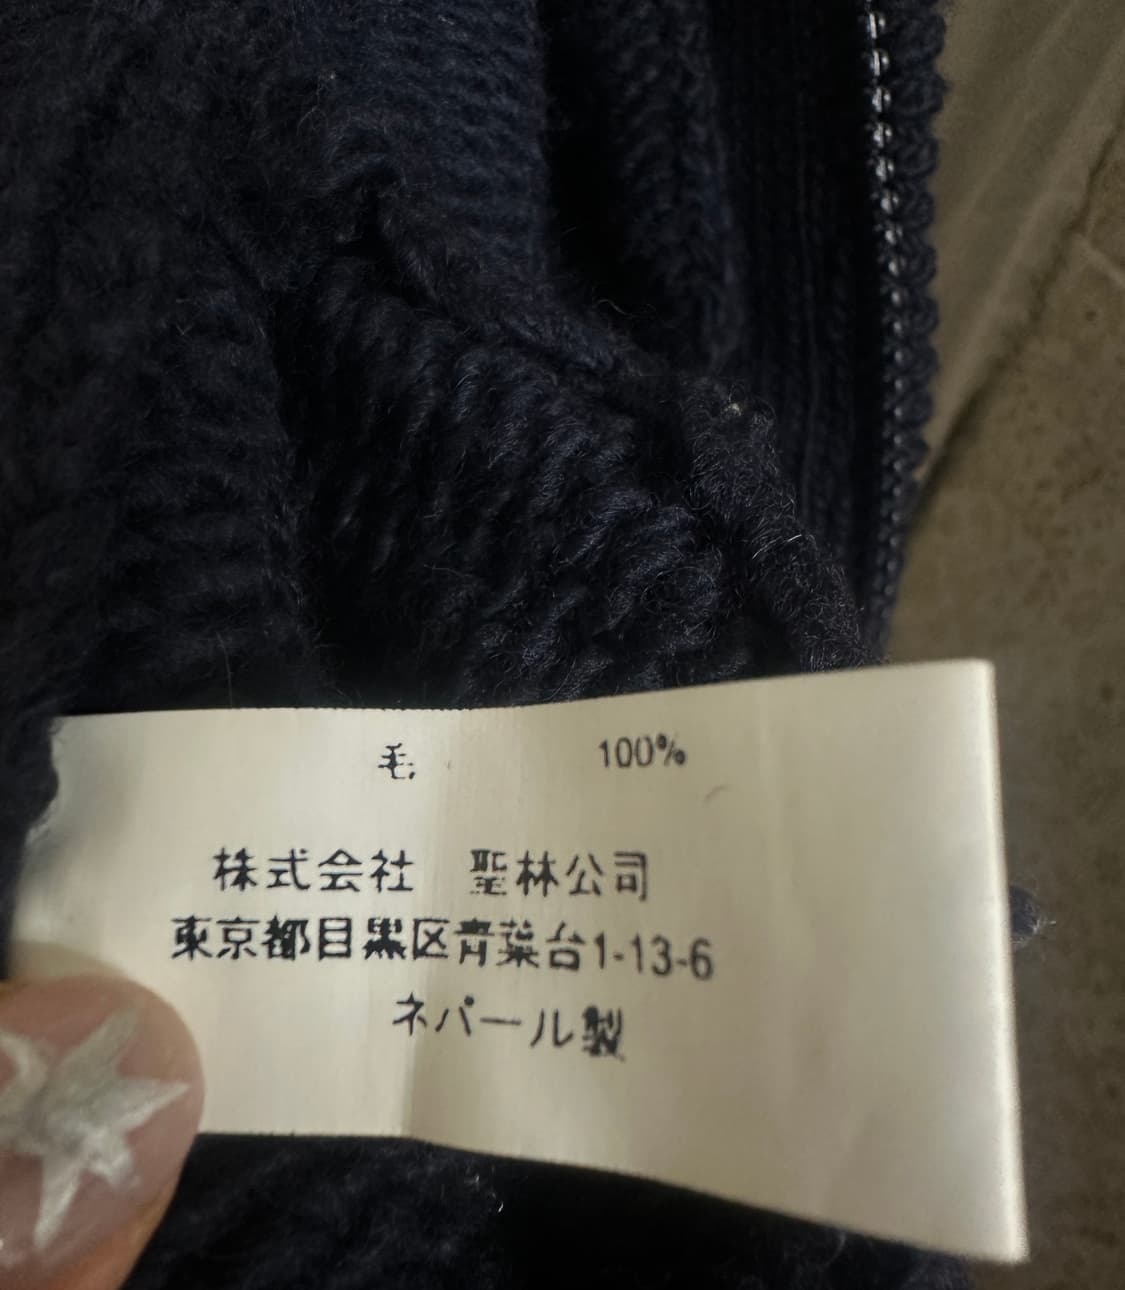 毛 100%
株式会社 聖林公司
東京都目黒区青葉台1-13-6
ネパール製